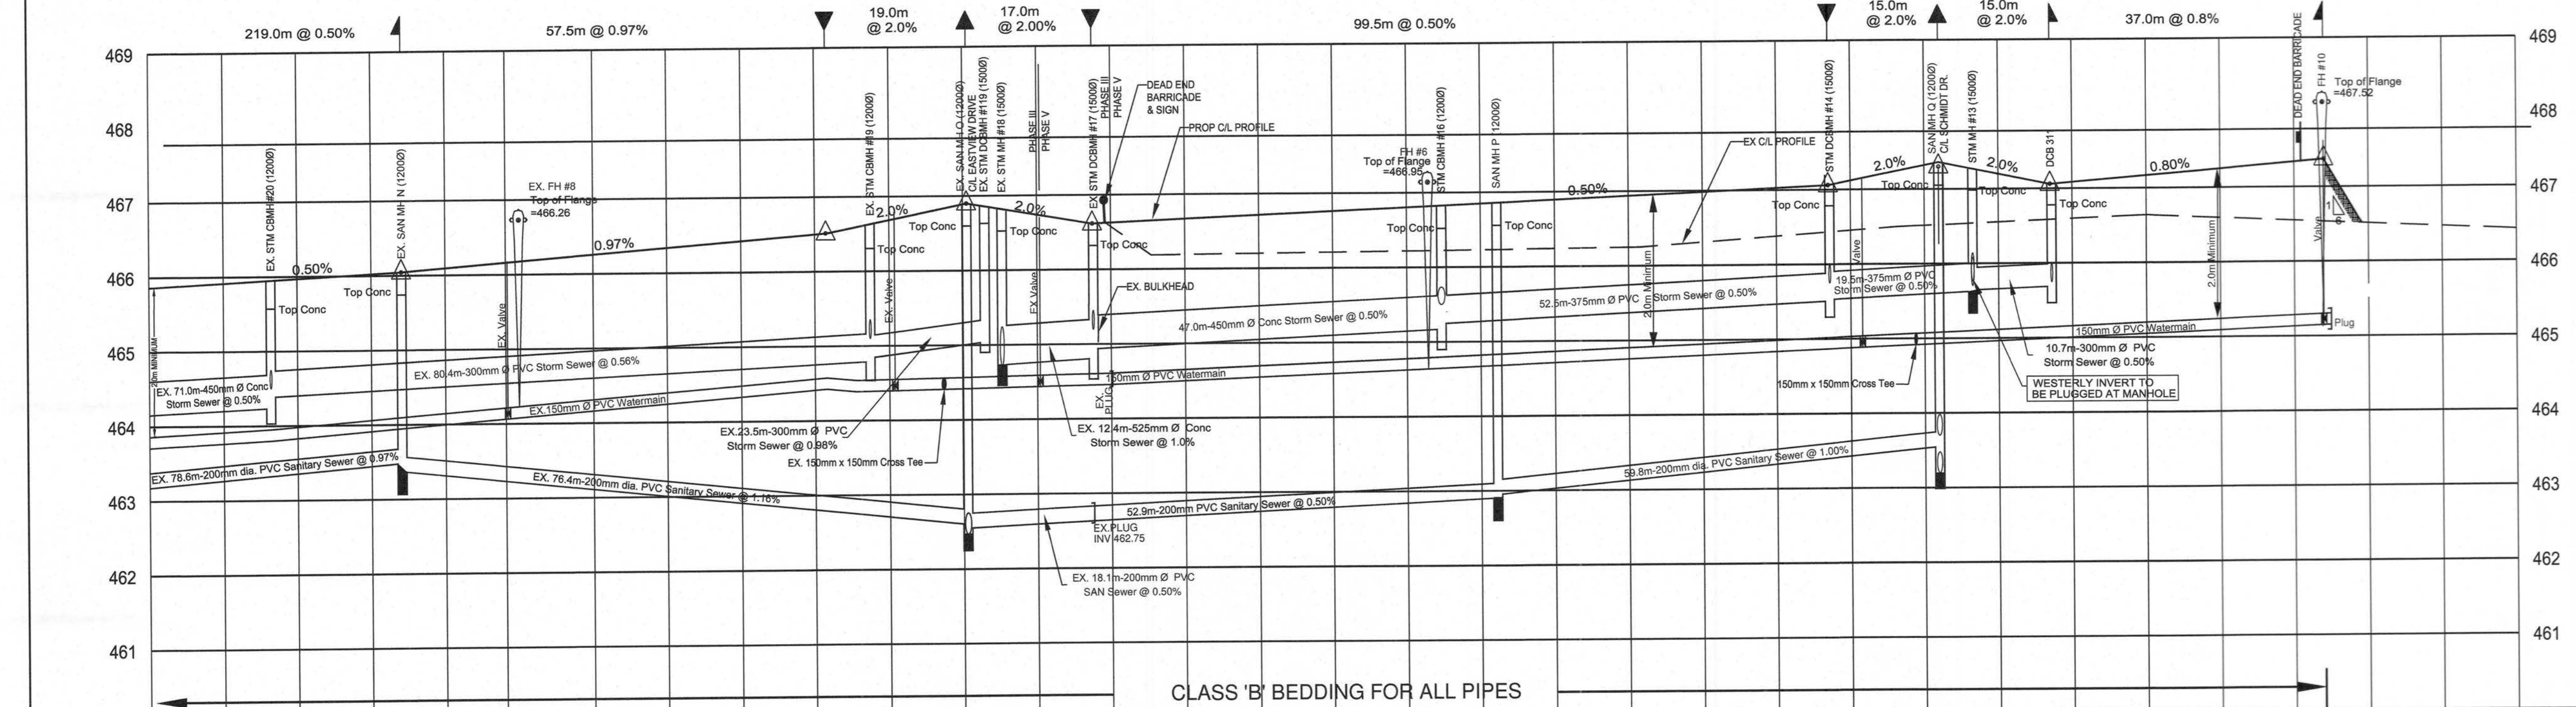 219.0m @ 0.50%
57.5m @ 0.97%
19.0m
@ 2.0%
17.0m
@ 2.00%
99.5m @ 0.50%
15.0m
@ 2.0%
15.0m
@ 2.0%
37.0m @ 0.8%
469
469
468
468
467
467
466
466
465
465
464
464
463
463
462
462
461
461
EX. STM CBMH #20 (1200Ø)
EX. SAN MH N (1200Ø)
EX. FH #8
Top of Flange
=466.26
EX. STM CBMH #19 (1200Ø)
EX. SAN MH O (1200Ø)
C/L EASTVIEW DRIVE
EX. STM DCBMH #119 (1500Ø)
EX. STM MH #18 (1500Ø)
PHASE III
PHASE V
EX. STM DCBMH #17 (1500Ø)
PHASE III
PHASE V
DEAD END
BARRICADE
& SIGN
PROP C/L PROFILE
FH #6
Top of Flange
=466.95
STM CBMH #16 (1200Ø)
SAN MH P (1200Ø)
EX C/L PROFILE
STM DCBMH #14 (1500Ø)
SAN MH Q (1200Ø)
C/L SCHMIDT DR.
STM MH #13 (1500Ø)
DCB 311
DEAD END BARRICADE
FH #10
Top of Flange
=467.52
0.50%
0.97%
2.0%
2.0%
0.50%
2.0%
2.0%
0.80%
Top Conc
Top Conc
Top Conc
Top Conc
Top Conc
Top Conc
Top Conc
Top Conc
Top Conc
Top Conc
Top Conc
Top Conc
EX. Valve
EX. Valve
EX.Valve
Valve
Valve
1
6
2.0m MINIMUM
2.0m Minimum
2.0m Minimum
EX. BULKHEAD
EX. 71.0m-450mm Ø Conc
Storm Sewer @ 0.50%
EX. 80.4m-300mm Ø PVC Storm Sewer @ 0.56%
EX.150mm Ø PVC Watermain
EX.23.5m-300mm Ø PVC
Storm Sewer @ 0.98%
EX. 150mm x 150mm Cross Tee
EX. 12.4m-525mm Ø Conc
Storm Sewer @ 1.0%
EX. PLUG
150mm Ø PVC Watermain
47.0m-450mm Ø Conc Storm Sewer @ 0.50%
52.5m-375mm Ø PVC Storm Sewer @ 0.50%
19.5m-375mm Ø PVC
Storm Sewer @ 0.50%
150mm x 150mm Cross Tee
10.7m-300mm Ø PVC
Storm Sewer @ 0.50%
WESTERLY INVERT TO
BE PLUGGED AT MANHOLE
150mm Ø PVC Watermain
Plug
EX. 78.6m-200mm dia. PVC Sanitary Sewer @ 0.97%
EX. 76.4m-200mm dia. PVC Sanitary Sewer @ 1.16%
52.9m-200mm PVC Sanitary Sewer @ 0.50%
59.8m-200mm dia. PVC Sanitary Sewer @ 1.00%
EX.PLUG
INV 462.75
EX. 18.1m-200mm Ø PVC
SAN Sewer @ 0.50%
CLASS 'B' BEDDING FOR ALL PIPES